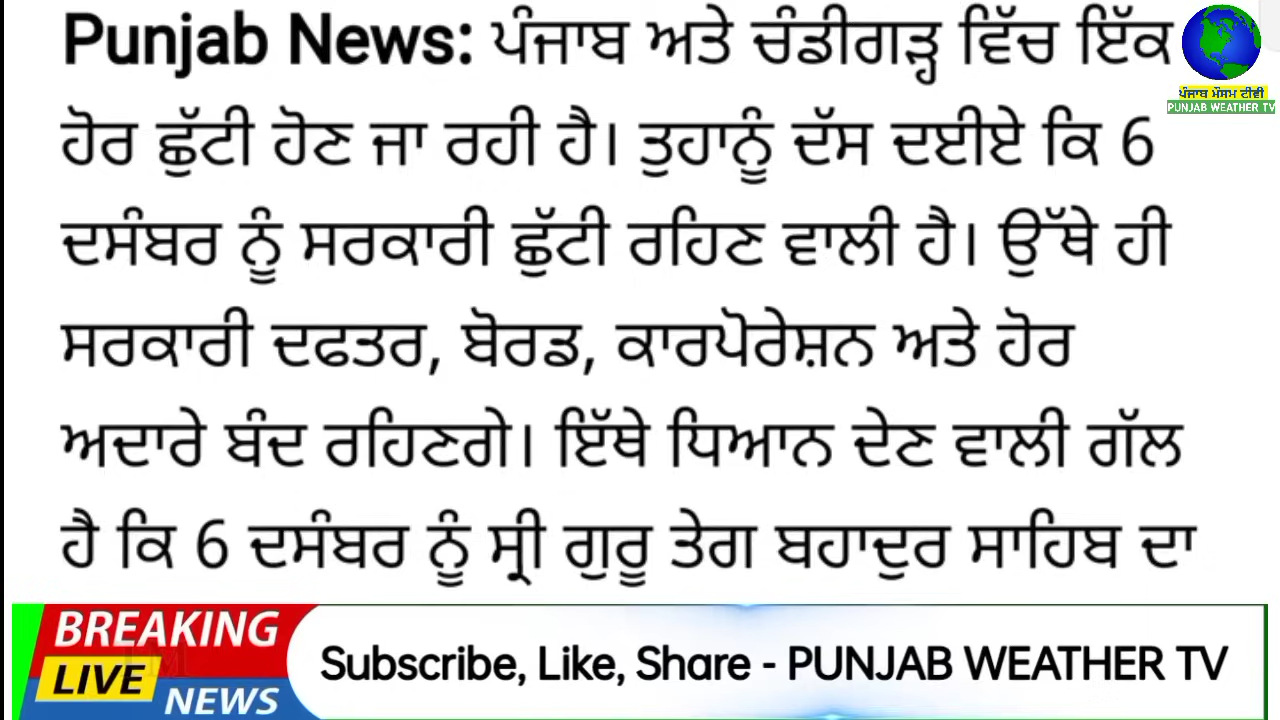 Punjab News: ਪੰਜਾਬ ਅਤੇ ਚੰਡੀਗੜ੍ਹ ਵਿੱਚ ਇੱਕ
ਹੋਰ ਛੁੱਟੀ ਹੋਣ ਜਾ ਰਹੀ ਹੈ। ਤੁਹਾਨੂੰ ਦੱਸ ਦਈਏ ਕਿ 6
ਦਸੰਬਰ ਨੂੰ ਸਰਕਾਰੀ ਛੁੱਟੀ ਰਹਿਣ ਵਾਲੀ ਹੈ। ਉੱਥੇ ਹੀ
ਸਰਕਾਰੀ ਦਫਤਰ, ਬੋਰਡ, ਕਾਰਪੋਰੇਸ਼ਨ ਅਤੇ ਹੋਰ
ਅਦਾਰੇ ਬੰਦ ਰਹਿਣਗੇ। ਇੱਥੇ ਧਿਆਨ ਦੇਣ ਵਾਲੀ ਗੱਲ
ਹੈ ਕਿ 6 ਦਸੰਬਰ ਨੂੰ ਸ੍ਰੀ ਗੁਰੂ ਤੇਗ ਬਹਾਦੁਰ ਸਾਹਿਬ ਦਾ
ਪੰਜਾਬ ਮੌਸਮ ਟੀਵੀ
PUNJAB WEATHER TV
BREAKING
LIVE
NEWS
Subscribe, Like, Share - PUNJAB WEATHER TV